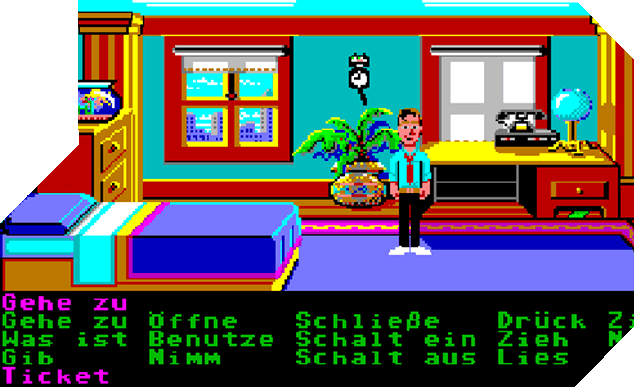 Gehe zu
Gehe zu Öffne Schließe Drück
Was ist Benutze Schalt ein Zieh
Gib Nimm Schalt aus Lies
Ticket